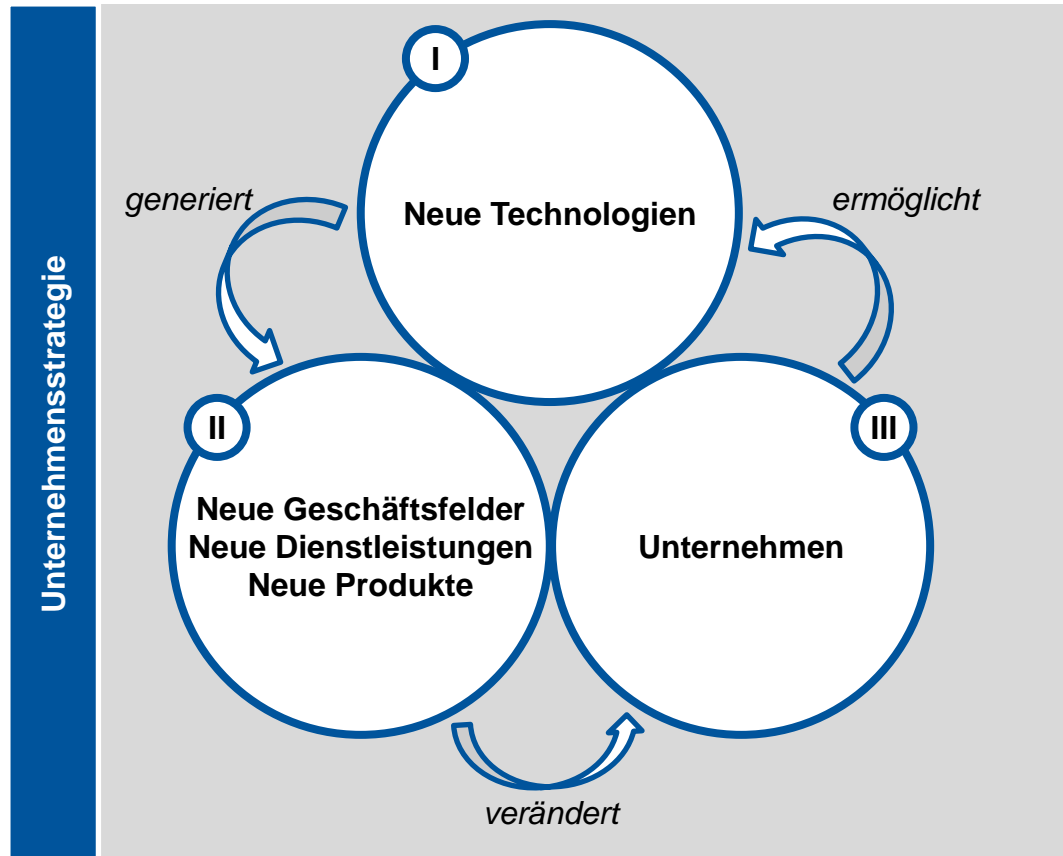 Unternehmensstrategie
I
generiert
Neue Technologien
ermöglicht
II
Neue Geschäftsfelder
Neue Dienstleistungen
Neue Produkte
III
Unternehmen
verändert